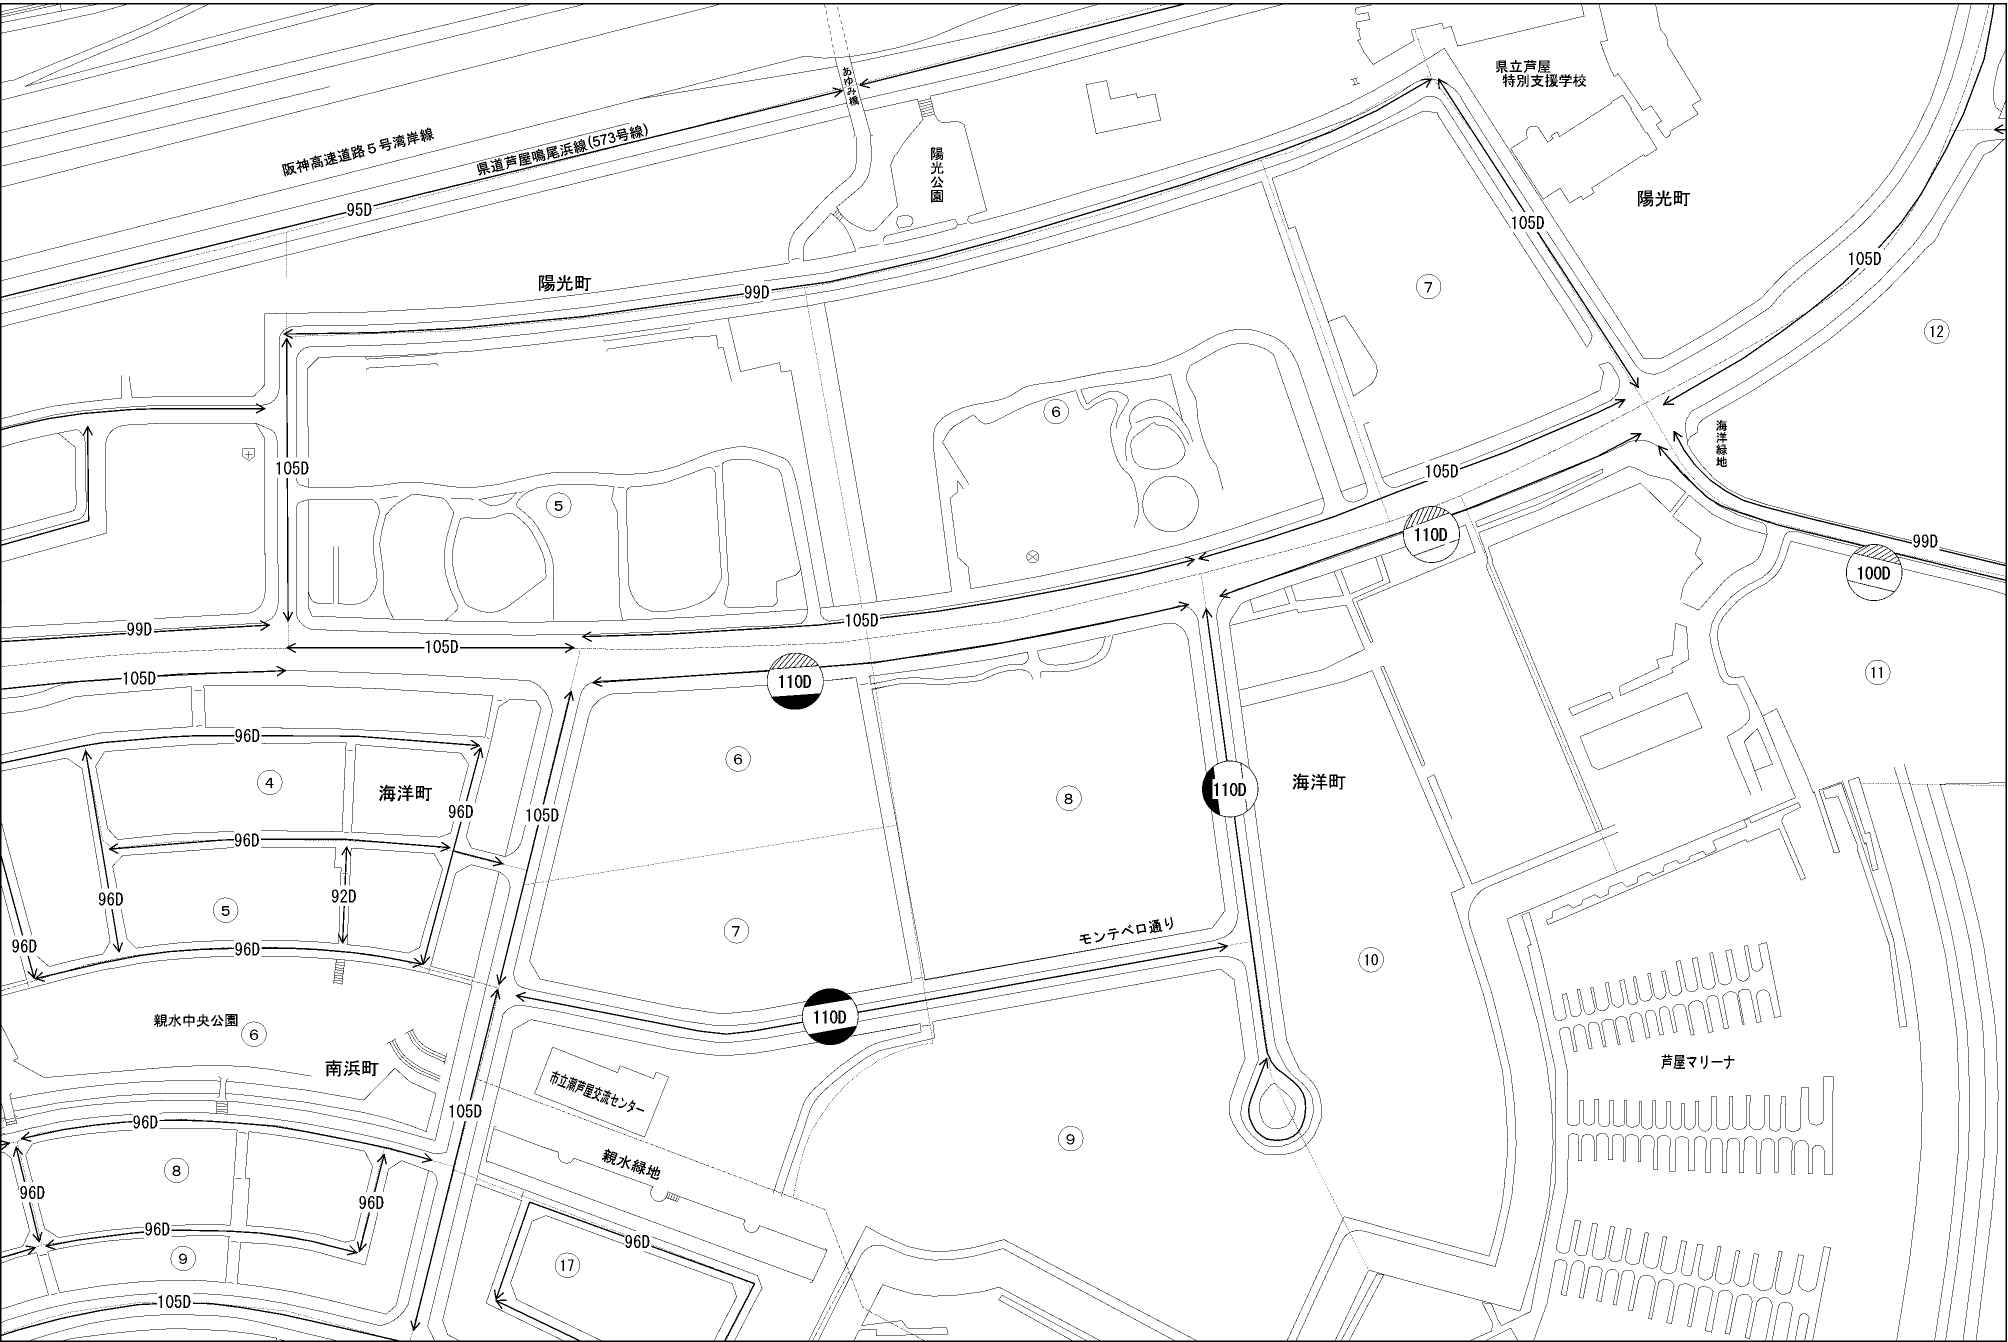 あゆみ橋
県立芦屋
特別支援学校
阪神高速道路5号湾岸線
県道芦屋鳴尾浜線(573号線)
陽光公園
95D
陽光町
105D
105D
陽光町
99D
7
12
6
海洋緑地
105D
105D
5
110D
99D
100D
99D
105D
105D
105D
110D
11
96D
6
4
海洋町
8
110D
海洋町
96D
105D
96D
96D
92D
5
7
モンテベロ通り
96D
96D
10
親水中央公園
6
110D
南浜町
芦屋マリーナ
市立潮芦屋交流センター
105D
96D
9
8
親水緑地
96D
96D
96D
96D
9
17
105D